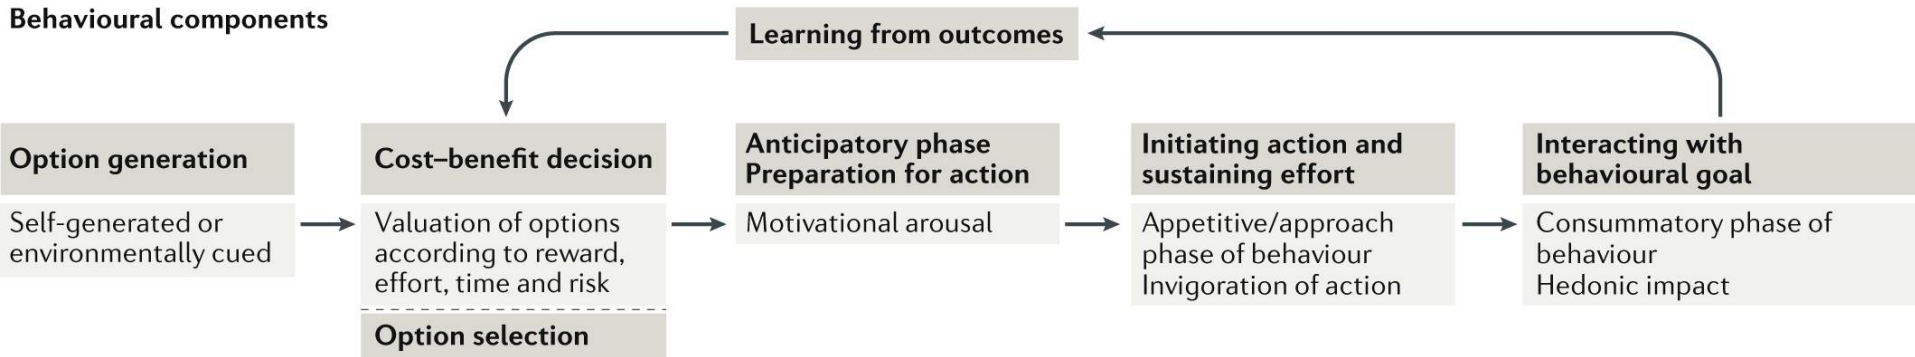 Behavioural components
Learning from outcomes
Option generation
Self-generated or
environmentally cued
Cost–benefit decision
Valuation of options
according to reward,
effort, time and risk
Option selection
Anticipatory phase
Preparation for action
Motivational arousal
Initiating action and
sustaining effort
Appetitive/approach
phase of behaviour
Invigoration of action
Interacting with
behavioural goal
Consummatory phase of
behaviour
Hedonic impact